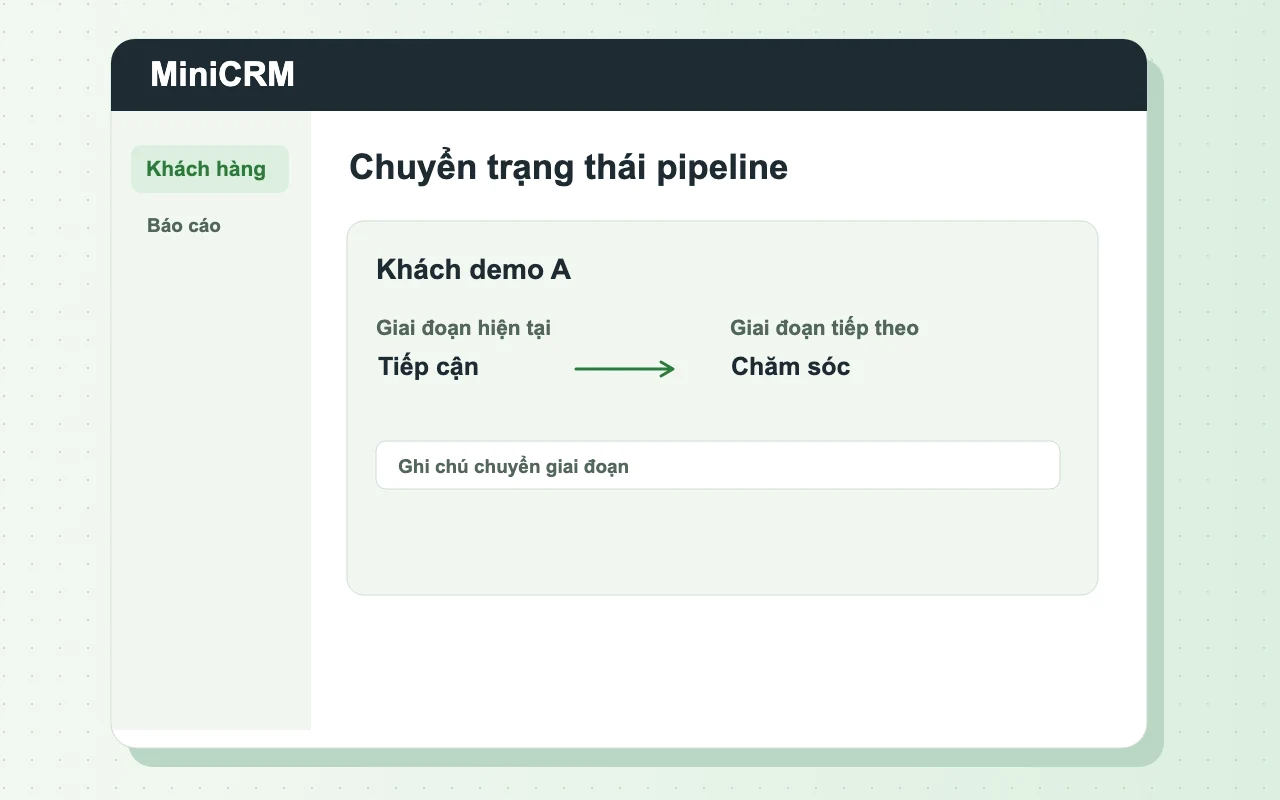 MiniCRM
Khách hàng
Báo cáo
Chuyển trạng thái pipeline
Khách demo A
Giai đoạn hiện tại
Tiếp cận
Giai đoạn tiếp theo
Chăm sóc
Ghi chú chuyển giai đoạn